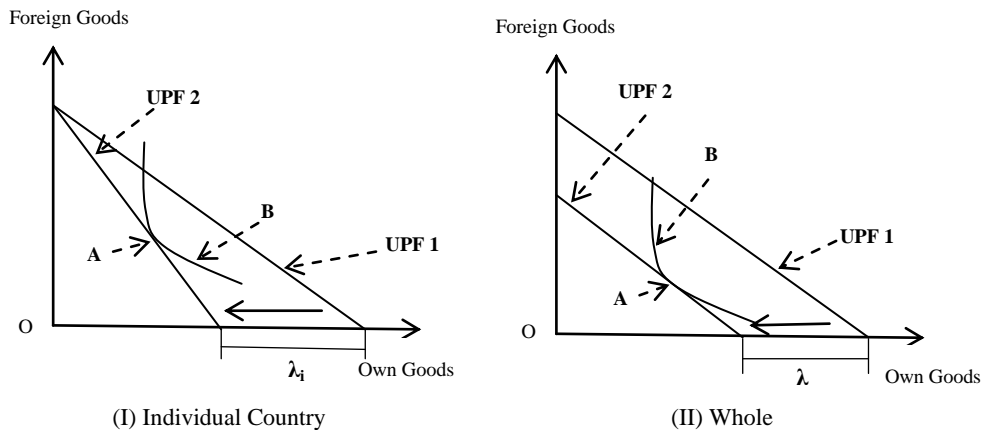 Foreign Goods
UPF 2
B
A
UPF 1
O
λi
Own Goods
(I) Individual Country
Foreign Goods
UPF 2
B
UPF 1
A
O
λ
Own Goods
(II) Whole